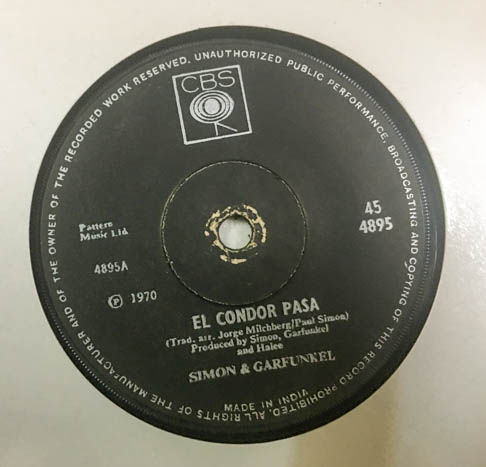 ALL RIGHTS OF THE MANUFACTURER AND OF THE OWNER OF THE RECORDED WORK RESERVED. UNAUTHORIZED PUBLIC PERFORMANCE, BROADCASTING AND COPYING OF THIS RECORD PROHIBITED.
CBS
Pattern
Music Ltd
45
4895
4895A
Ⓟ 1970
EL CONDOR PASA
(Trad. arr. Jorge Milchberg/Paul Simon)
Produced by Simon, Garfunkel
and Halee
SIMON & GARFUNKEL
MADE IN INDIA